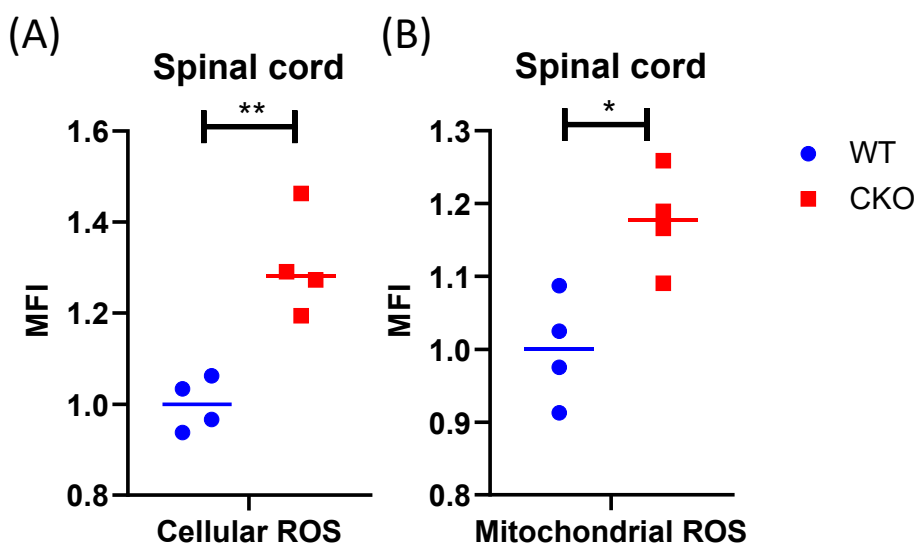 (A)
Spinal cord
**
1.6
1.4
1.2
1.0
0.8
MFI
Cellular ROS
(B)
Spinal cord
*
1.3
1.2
1.1
1.0
0.9
0.8
MFI
Mitochondrial ROS
WT
CKO